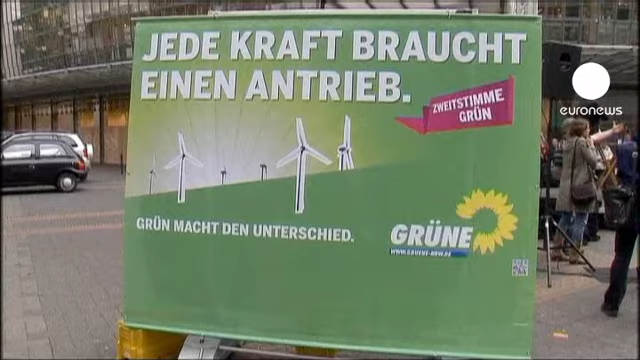 JEDE KRAFT BRAUCHT
EINEN ANTRIEB.
ZWEITSTIMME
GRÜN
euronews
GRÜN MACHT DEN UNTERSCHIED.
GRÜNE
WWW.GRUENE-NRW.DE